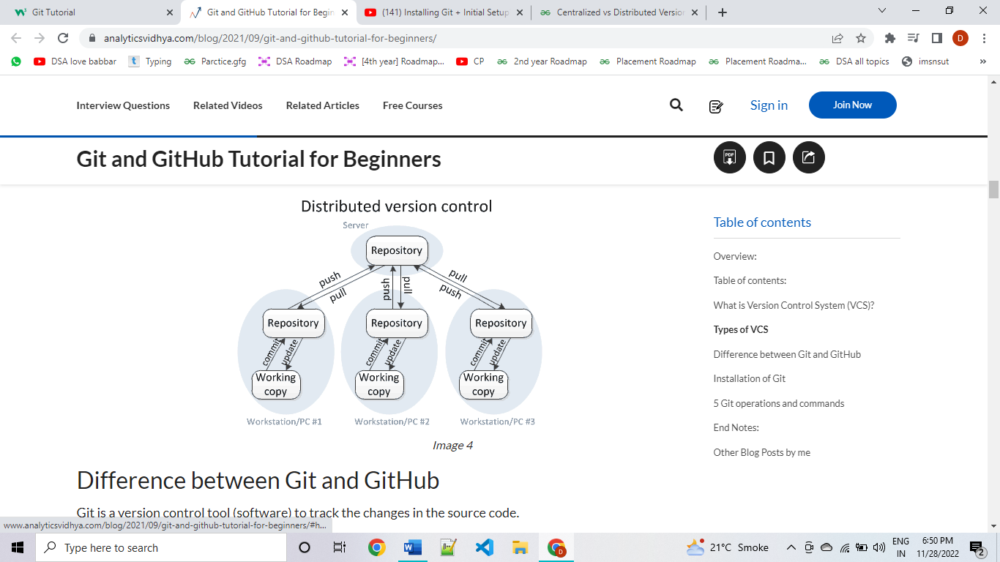 Git Tutorial
Git and GitHub Tutorial for Begin
(141) Installing Git + Initial Setup
Centralized vs Distributed Version
analyticsvidhya.com/blog/2021/09/git-and-github-tutorial-for-beginners/
D
DSA love babbar
t Typing
Parctice.gfg
DSA Roadmap
[4th year] Roadmap...
CP
2nd year Roadmap
Placement Roadmap
Placement Roadma...
DSA all topics
imsnsut
»
Interview Questions
Related Videos
Related Articles
Free Courses
Sign in
Join Now
Git and GitHub Tutorial for Beginners
PDF
Distributed version control
Server
Repository
push
pull
push
pull
pull
push
Repository
Repository
Repository
commit
update
commit
update
commit
update
Working
copy
Working
copy
Working
copy
Workstation/PC #1
Workstation/PC #2
Workstation/PC #3
Image 4
Difference between Git and GitHub
Git is a version control tool (software) to track the changes in the source code.
Table of contents
Overview:
Table of contents:
What is Version Control System (VCS)?
Types of VCS
Difference between Git and GitHub
Installation of Git
5 Git operations and commands
End Notes:
Other Blog Posts by me
www.analyticsvidhya.com/blog/2021/09/git-and-github-tutorial-for-beginners/#h...
Type here to search
W
D
21°C Smoke
ENG
IN
6:50 PM
11/28/2022
2